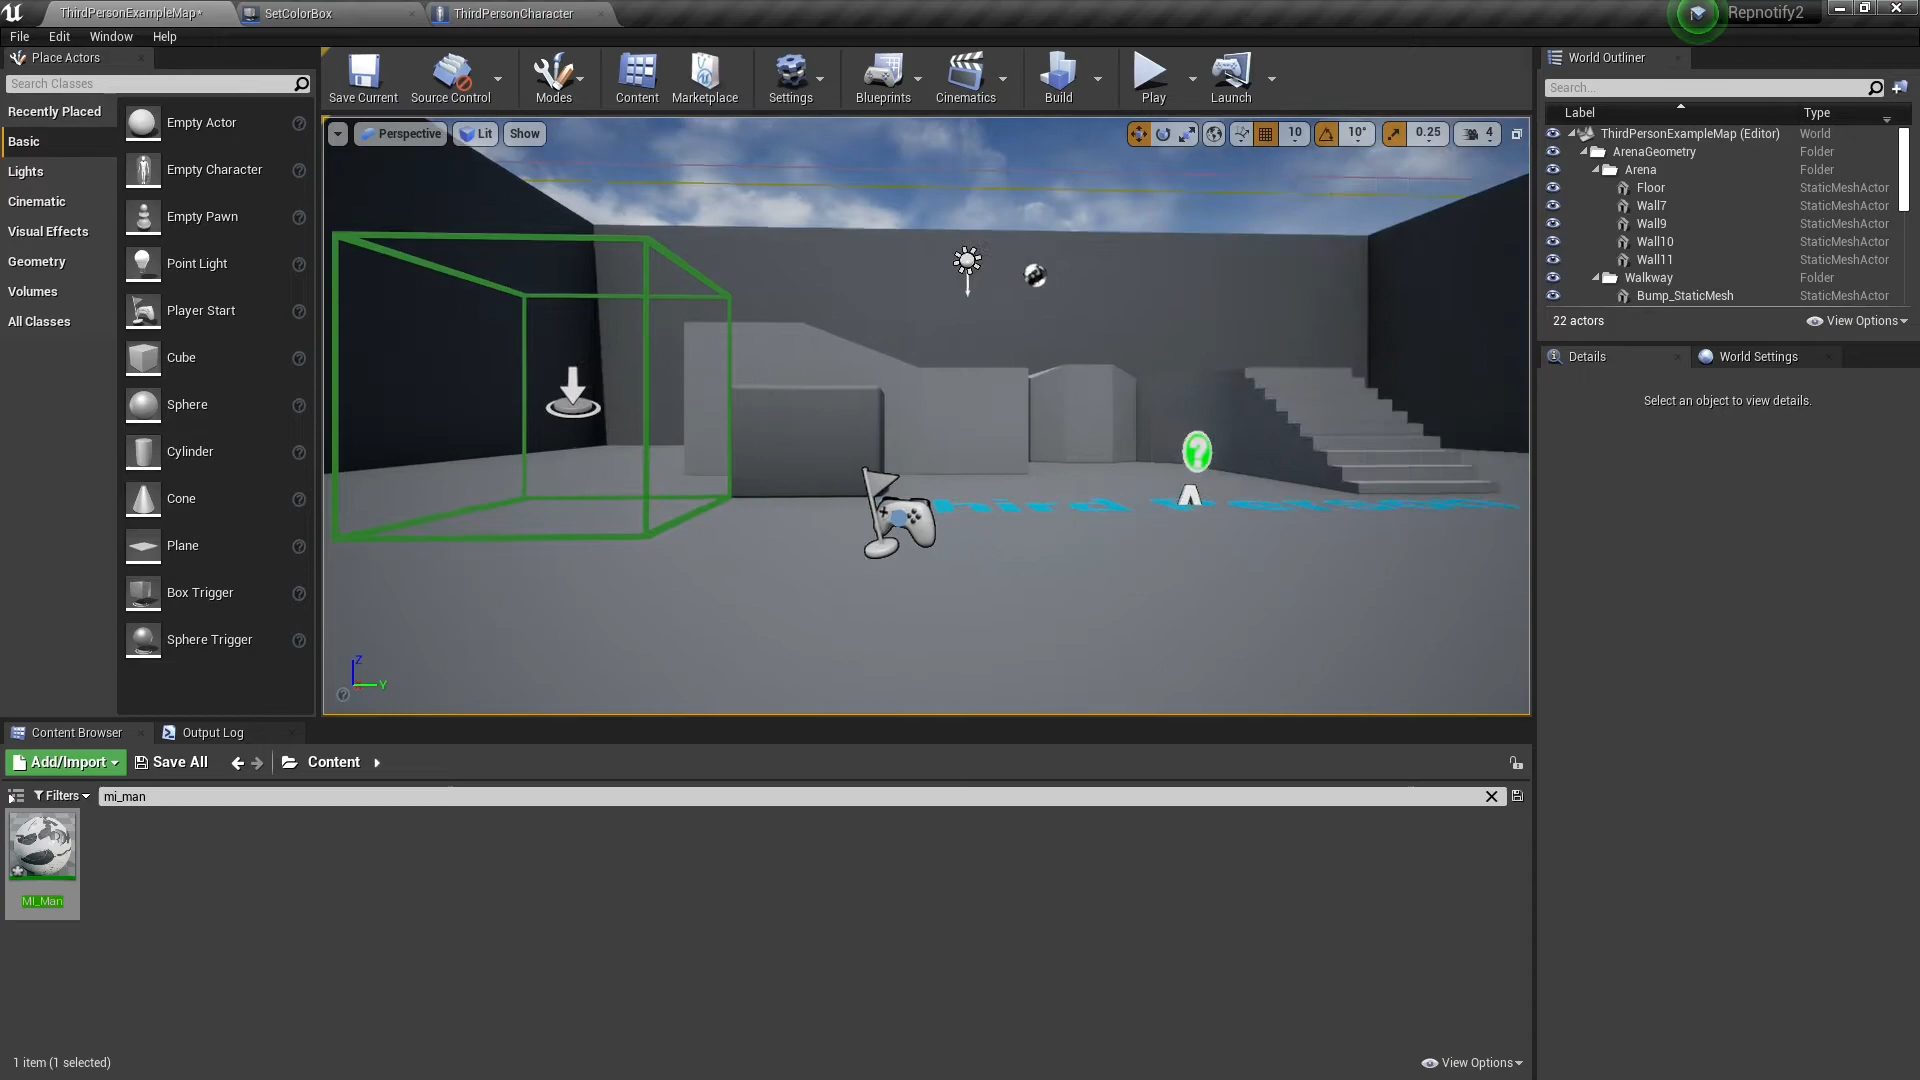 ThirdPersonExampleMap*
SetColorBox
ThirdPersonCharacter
Repnotify2
File Edit Window Help
Place Actors
Search Classes
Recently Placed
Basic
Lights
Cinematic
Visual Effects
Geometry
Volumes
All Classes
Empty Actor
Empty Character
Empty Pawn
Point Light
Player Start
Cube
Sphere
Cylinder
Cone
Plane
Box Trigger
Sphere Trigger
Save Current
Source Control
Modes
Content
Marketplace
Settings
Blueprints
Cinematics
Build
Play
Launch
Perspective
Lit
Show
10
10°
0.25
4
Z
Y
World Outliner
Search...
Label Type
ThirdPersonExampleMap (Editor) World
ArenaGeometry Folder
Arena Folder
Floor StaticMeshActor
Wall7 StaticMeshActor
Wall9 StaticMeshActor
Wall10 StaticMeshActor
Wall11 StaticMeshActor
Walkway Folder
Bump_StaticMesh StaticMeshActor
22 actors View Options
Details
World Settings
Select an object to view details.
Content Browser
Output Log
Add/Import Save All Content
Filters mi_man
MI_Man
1 item (1 selected) View Options